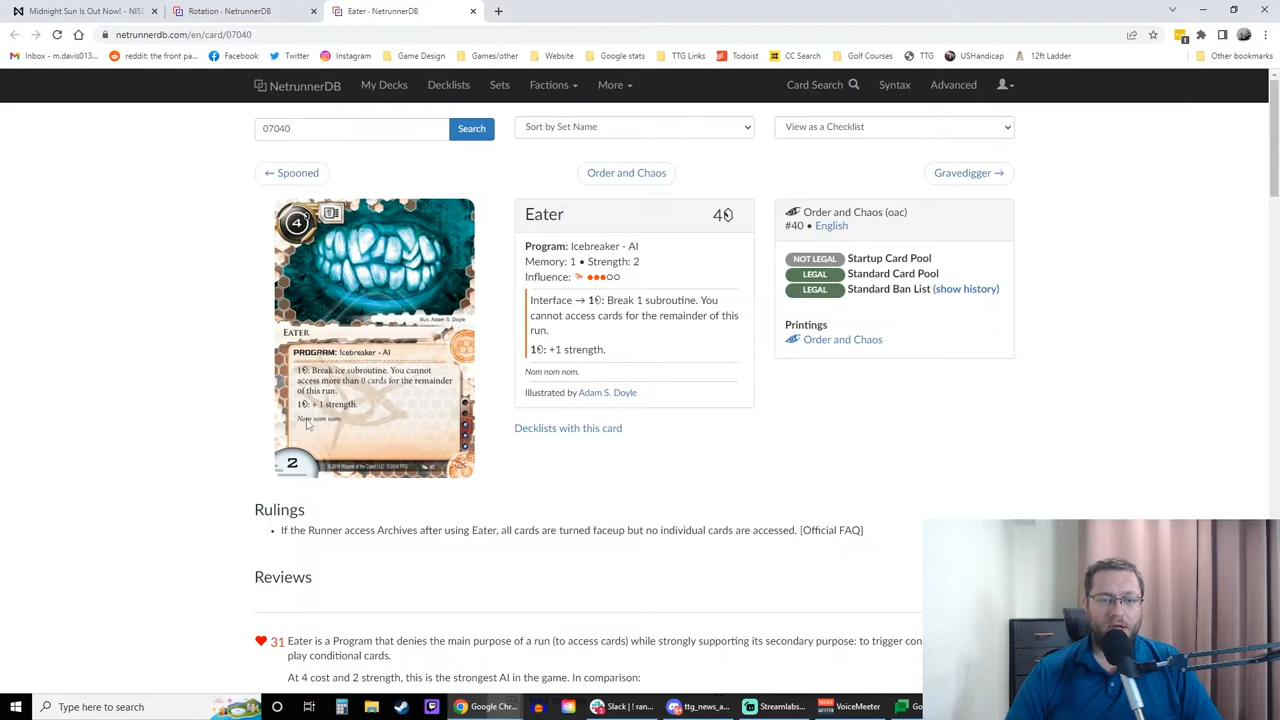 Midnight Sun Is Out Now! - NISE
Rotation - NetrunnerDB
Eater - NetrunnerDB
netrunnerdb.com/en/card/07040
Inbox - m.davis013...
reddit: the front pa...
Facebook
Twitter
Instagram
Game Design
Games/other
Website
Google stats
TTG Links
Todoist
CC Search
Golf Courses
TTG
USHandicap
12ft Ladder
Other bookmarks
NetrunnerDB
My Decks
Decklists
Sets
Factions
More
Card Search
Syntax
Advanced
07040
Search
Sort by Set Name
View as a Checklist
← Spooned
Order and Chaos
Gravedigger →
4
Illus. Adam S. Doyle
EATER
PROGRAM: Icebreaker - AI
1: Break ice subroutine. You cannot
access more than 0 cards for the remainder
of this run.
1: +1 strength.
Nom nom nom.
2
Eater 4
Program: Icebreaker - AI
Memory: 1 • Strength: 2
Influence:
Interface → 1: Break 1 subroutine. You
cannot access cards for the remainder of this
run.
1: +1 strength.
Nom nom nom.
Illustrated by Adam S. Doyle
Decklists with this card
Order and Chaos (oac)
#40 • English
NOT LEGAL Startup Card Pool
LEGAL Standard Card Pool
LEGAL Standard Ban List (show history)
Printings
Order and Chaos
Rulings
• If the Runner access Archives after using Eater, all cards are turned faceup but no individual cards are accessed. [Official FAQ]
Reviews
31 Eater is a Program that denies the main purpose of a run (to access cards) while strongly supporting its secondary purpose: to trigger con
play conditional cards.
At 4 cost and 2 strength, this is the strongest AI in the game. In comparison:
Type here to search
Google Chr...
Slack | ! ran...
ttg_news_a...
Streamlabs...
VoiceMeeter
Go